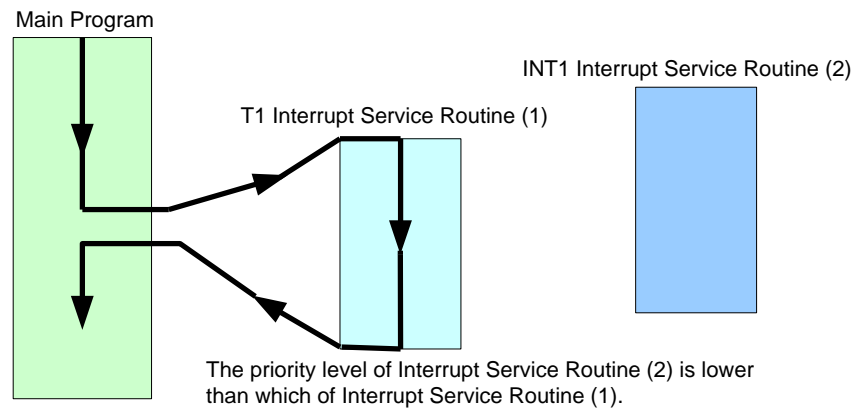 Main Program
INT1 Interrupt Service Routine (2)
T1 Interrupt Service Routine (1)
The priority level of Interrupt Service Routine (2) is lower
than which of Interrupt Service Routine (1).